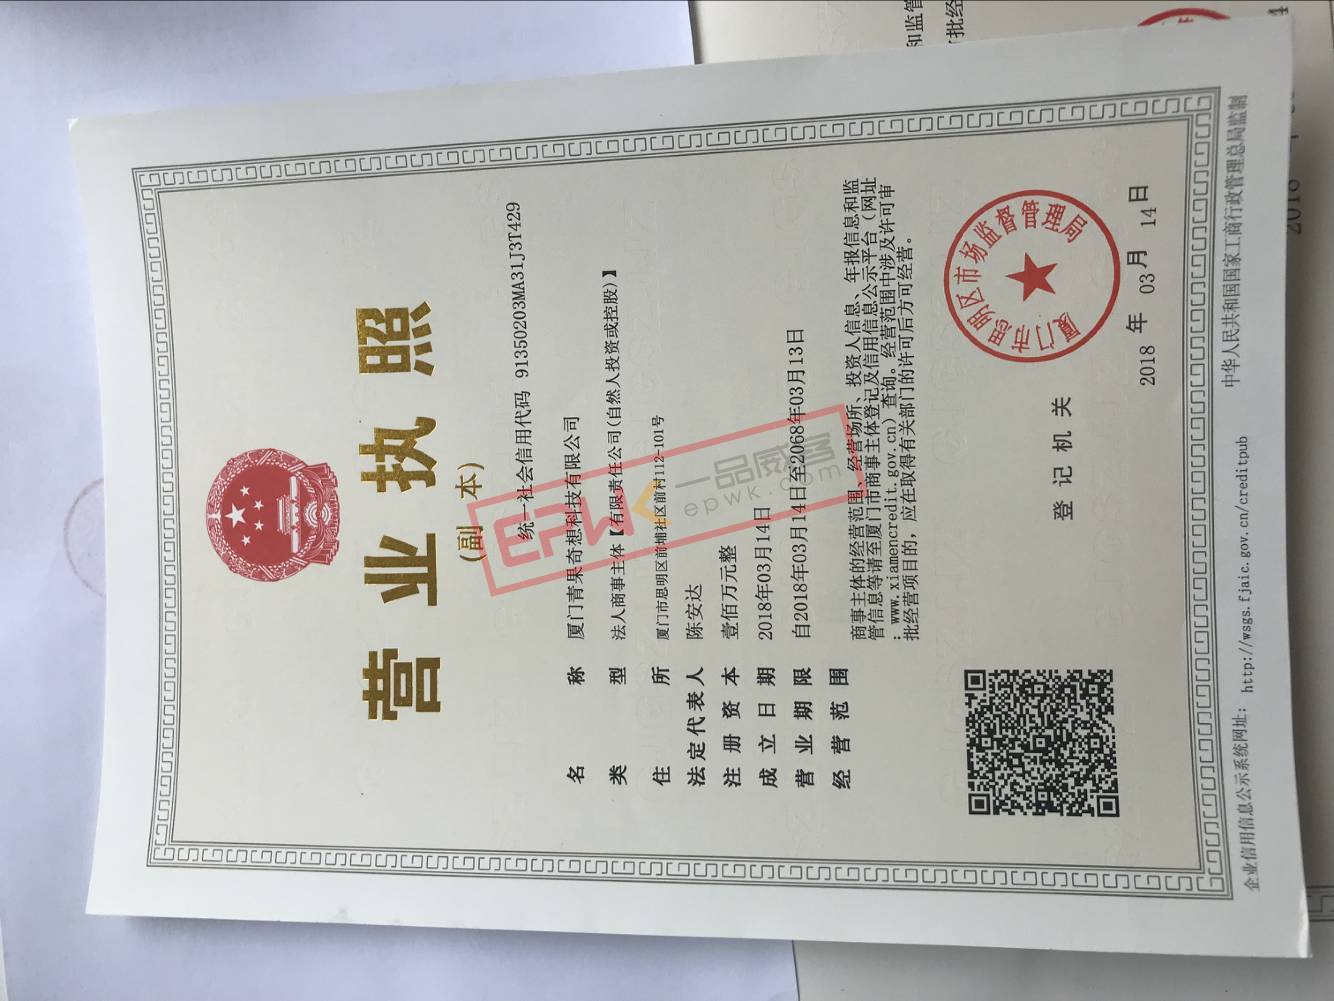 营业执照
(副本)
统一社会信用代码 91350203MA31J3T429
名称 厦门青果奇想科技有限公司
类型 法人商事主体【有限责任公司(自然人投资或控股)】
住所 厦门市思明区前埔社区前村112-101号
法定代表人 陈安达
注册资本 壹佰万元整
成立日期 2018年03月14日
营业期限 自2018年03月14日至2068年03月13日
经营范围 商事主体的经营范围、经营场所、投资人信息、年报信息和监
管信息等请至厦门市商事主体登记及信用信息公示平台（网址
：www.xiamencredit.gov.cn）查询。经营范围中涉及许可审
批经营项目的，应在取得有关部门的许可后方可经营。
EPWK 一品威客
epwk.com
登记机关
厦门市思明区市场监督管理局
2018 年 03 月 14 日
企业信用信息公示系统网址： http://wsgs.fjaic.gov.cn/creditpub
中华人民共和国国家工商行政管理总局监制
和监管
批经
2018